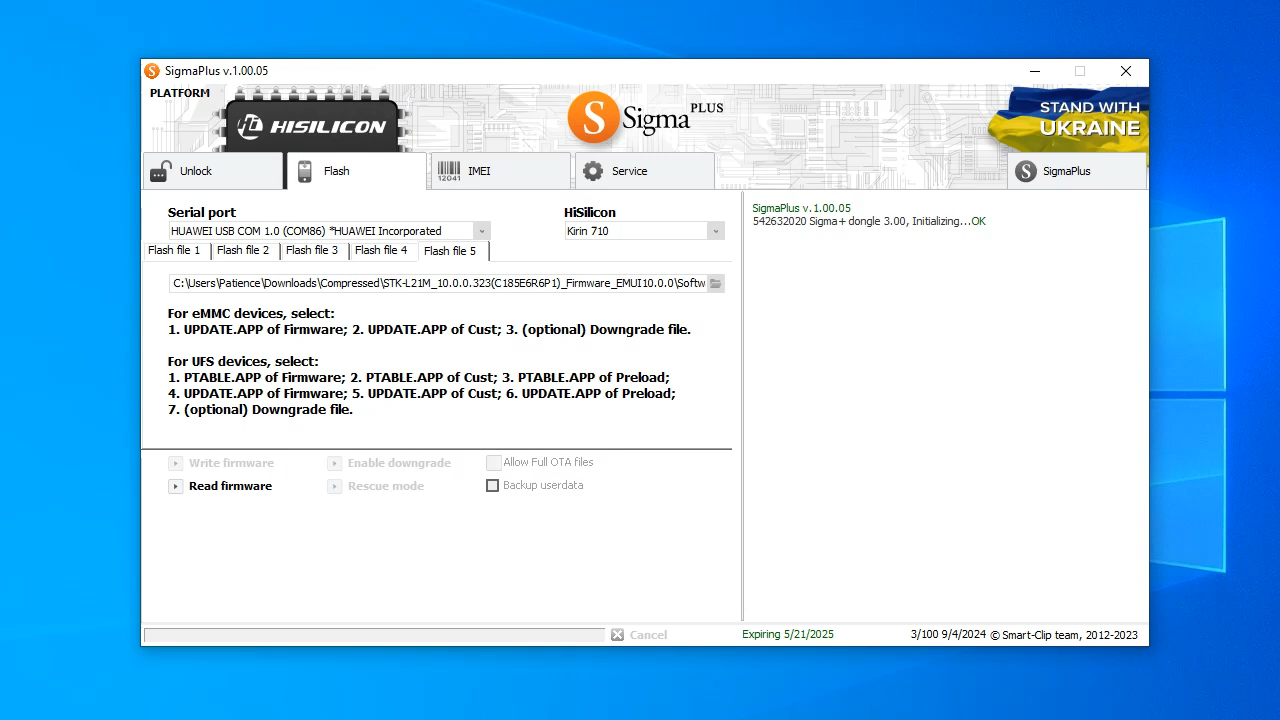 SigmaPlus v.1.00.05
PLATFORM
HISILICON
Sigma PLUS
STAND WITH
UKRAINE
Unlock
Flash
12041
IMEI
Service
SigmaPlus
Serial port
HiSilicon
HUAWEI USB COM 1.0 (COM86) *HUAWEI Incorporated
Kirin 710
Flash file 1 Flash file 2 Flash file 3 Flash file 4 Flash file 5
C:\Users\Patience\Downloads\Compressed\STK-L21M_10.0.0.323(C185E6R6P1)_Firmware_EMUI10.0.0\Softw
For eMMC devices, select:
1. UPDATE.APP of Firmware; 2. UPDATE.APP of Cust; 3. (optional) Downgrade file.
For UFS devices, select:
1. PTABLE.APP of Firmware; 2. PTABLE.APP of Cust; 3. PTABLE.APP of Preload;
4. UPDATE.APP of Firmware; 5. UPDATE.APP of Cust; 6. UPDATE.APP of Preload;
7. (optional) Downgrade file.
Write firmware
Enable downgrade
Allow Full OTA files
Read firmware
Rescue mode
Backup userdata
SigmaPlus v.1.00.05
542632020 Sigma+ dongle 3.00, Initializing...OK
Cancel
Expiring 5/21/2025
3/100 9/4/2024 © Smart-Clip team, 2012-2023